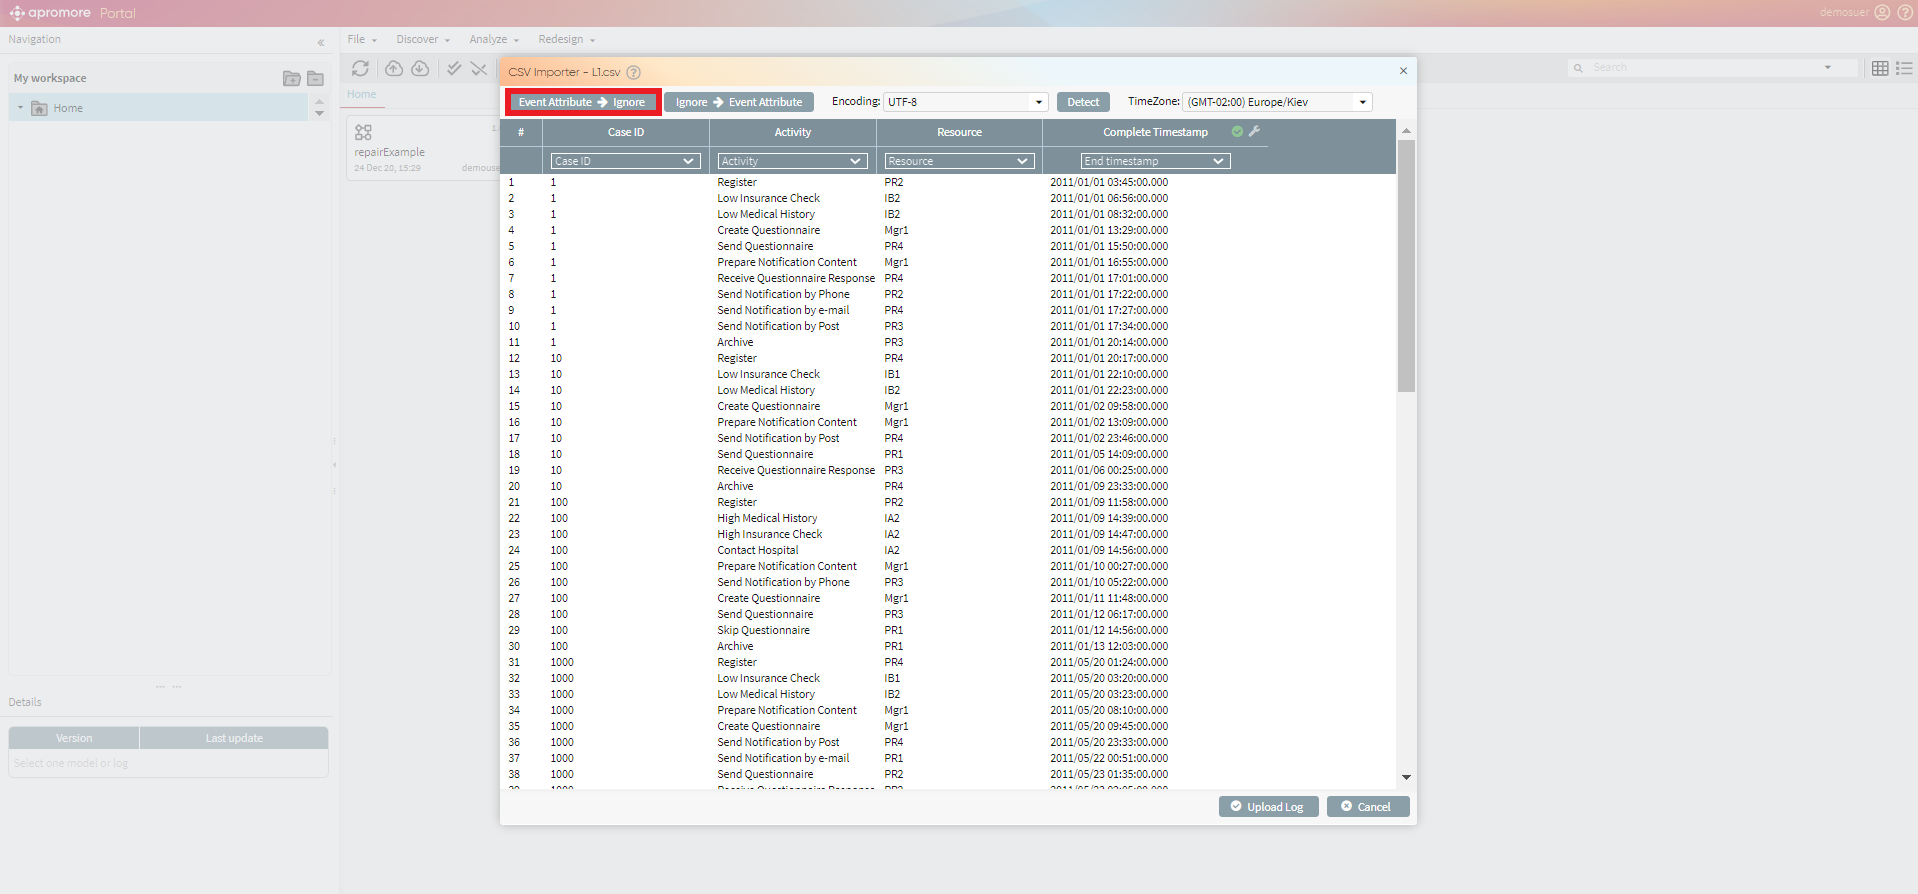 apromore Portal
demosuer
Navigation
My workspace
Home
File Discover Analyze Redesign
Search
Home
repairExample
24 Dec 20, 15:29 demouse
CSV Importer - L1.csv
Event Attribute Ignore Ignore Event Attribute Encoding: UTF-8 Detect TimeZone: (GMT-02:00) Europe/Kiev
# Case ID Activity Resource Complete Timestamp
Case ID Activity Resource End timestamp
1 1 Register PR2 2011/01/01 03:45:00.000
2 1 Low Insurance Check IB2 2011/01/01 06:56:00.000
3 1 Low Medical History IB2 2011/01/01 08:32:00.000
4 1 Create Questionnaire Mgr1 2011/01/01 13:29:00.000
5 1 Send Questionnaire PR4 2011/01/01 15:50:00.000
6 1 Prepare Notification Content Mgr1 2011/01/01 16:55:00.000
7 1 Receive Questionnaire Response PR4 2011/01/01 17:01:00.000
8 1 Send Notification by Phone PR2 2011/01/01 17:22:00.000
9 1 Send Notification by e-mail PR4 2011/01/01 17:27:00.000
10 1 Send Notification by Post PR3 2011/01/01 17:34:00.000
11 1 Archive PR3 2011/01/01 20:14:00.000
12 10 Register PR4 2011/01/01 20:17:00.000
13 10 Low Insurance Check IB1 2011/01/01 22:10:00.000
14 10 Low Medical History IB2 2011/01/01 22:23:00.000
15 10 Create Questionnaire Mgr1 2011/01/02 09:58:00.000
16 10 Prepare Notification Content Mgr1 2011/01/02 13:09:00.000
17 10 Send Notification by Post PR4 2011/01/02 23:46:00.000
18 10 Send Questionnaire PR1 2011/01/05 14:09:00.000
19 10 Receive Questionnaire Response PR3 2011/01/06 00:25:00.000
20 10 Archive PR4 2011/01/09 23:33:00.000
21 100 Register PR2 2011/01/09 11:58:00.000
22 100 High Medical History IA2 2011/01/09 14:39:00.000
23 100 High Insurance Check IA2 2011/01/09 14:47:00.000
24 100 Contact Hospital IA2 2011/01/09 14:56:00.000
25 100 Prepare Notification Content Mgr1 2011/01/10 00:27:00.000
26 100 Send Notification by Phone PR3 2011/01/10 05:22:00.000
27 100 Create Questionnaire Mgr1 2011/01/11 11:48:00.000
28 100 Send Questionnaire PR3 2011/01/12 06:17:00.000
29 100 Skip Questionnaire PR1 2011/01/12 14:56:00.000
30 100 Archive PR1 2011/01/13 12:03:00.000
31 1000 Register PR4 2011/05/20 01:24:00.000
32 1000 Low Insurance Check IB1 2011/05/20 03:20:00.000
33 1000 Low Medical History IB2 2011/05/20 03:23:00.000
34 1000 Prepare Notification Content Mgr1 2011/05/20 08:10:00.000
35 1000 Create Questionnaire Mgr1 2011/05/20 09:45:00.000
36 1000 Send Notification by Post PR4 2011/05/20 23:33:00.000
37 1000 Send Notification by e-mail PR1 2011/05/22 00:51:00.000
38 1000 Send Questionnaire PR2 2011/05/23 01:35:00.000
Upload Log Cancel
Details
Version Last update
Select one model or log